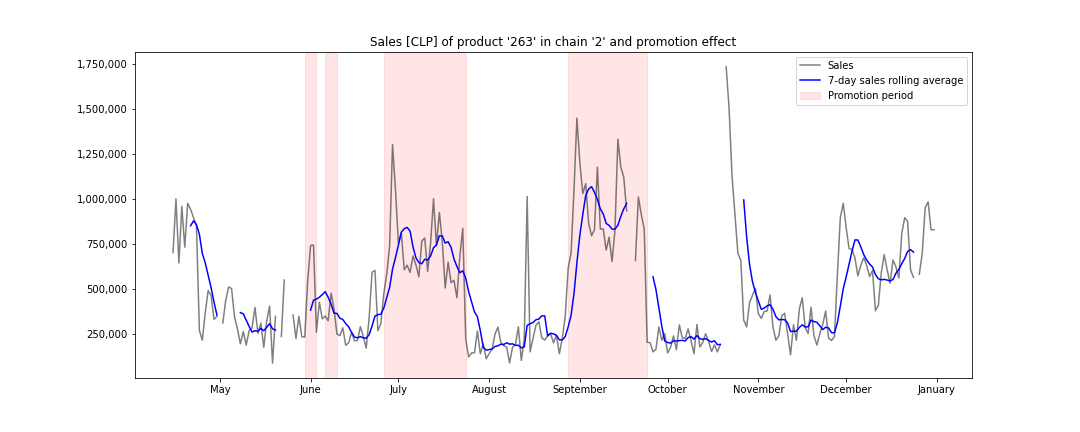 Sales [CLP] of product '263' in chain '2' and promotion effect
1,750,000
1,500,000
1,250,000
1,000,000
750,000
500,000
250,000
Sales
7-day sales rolling average
Promotion period
May June July August September October November December January